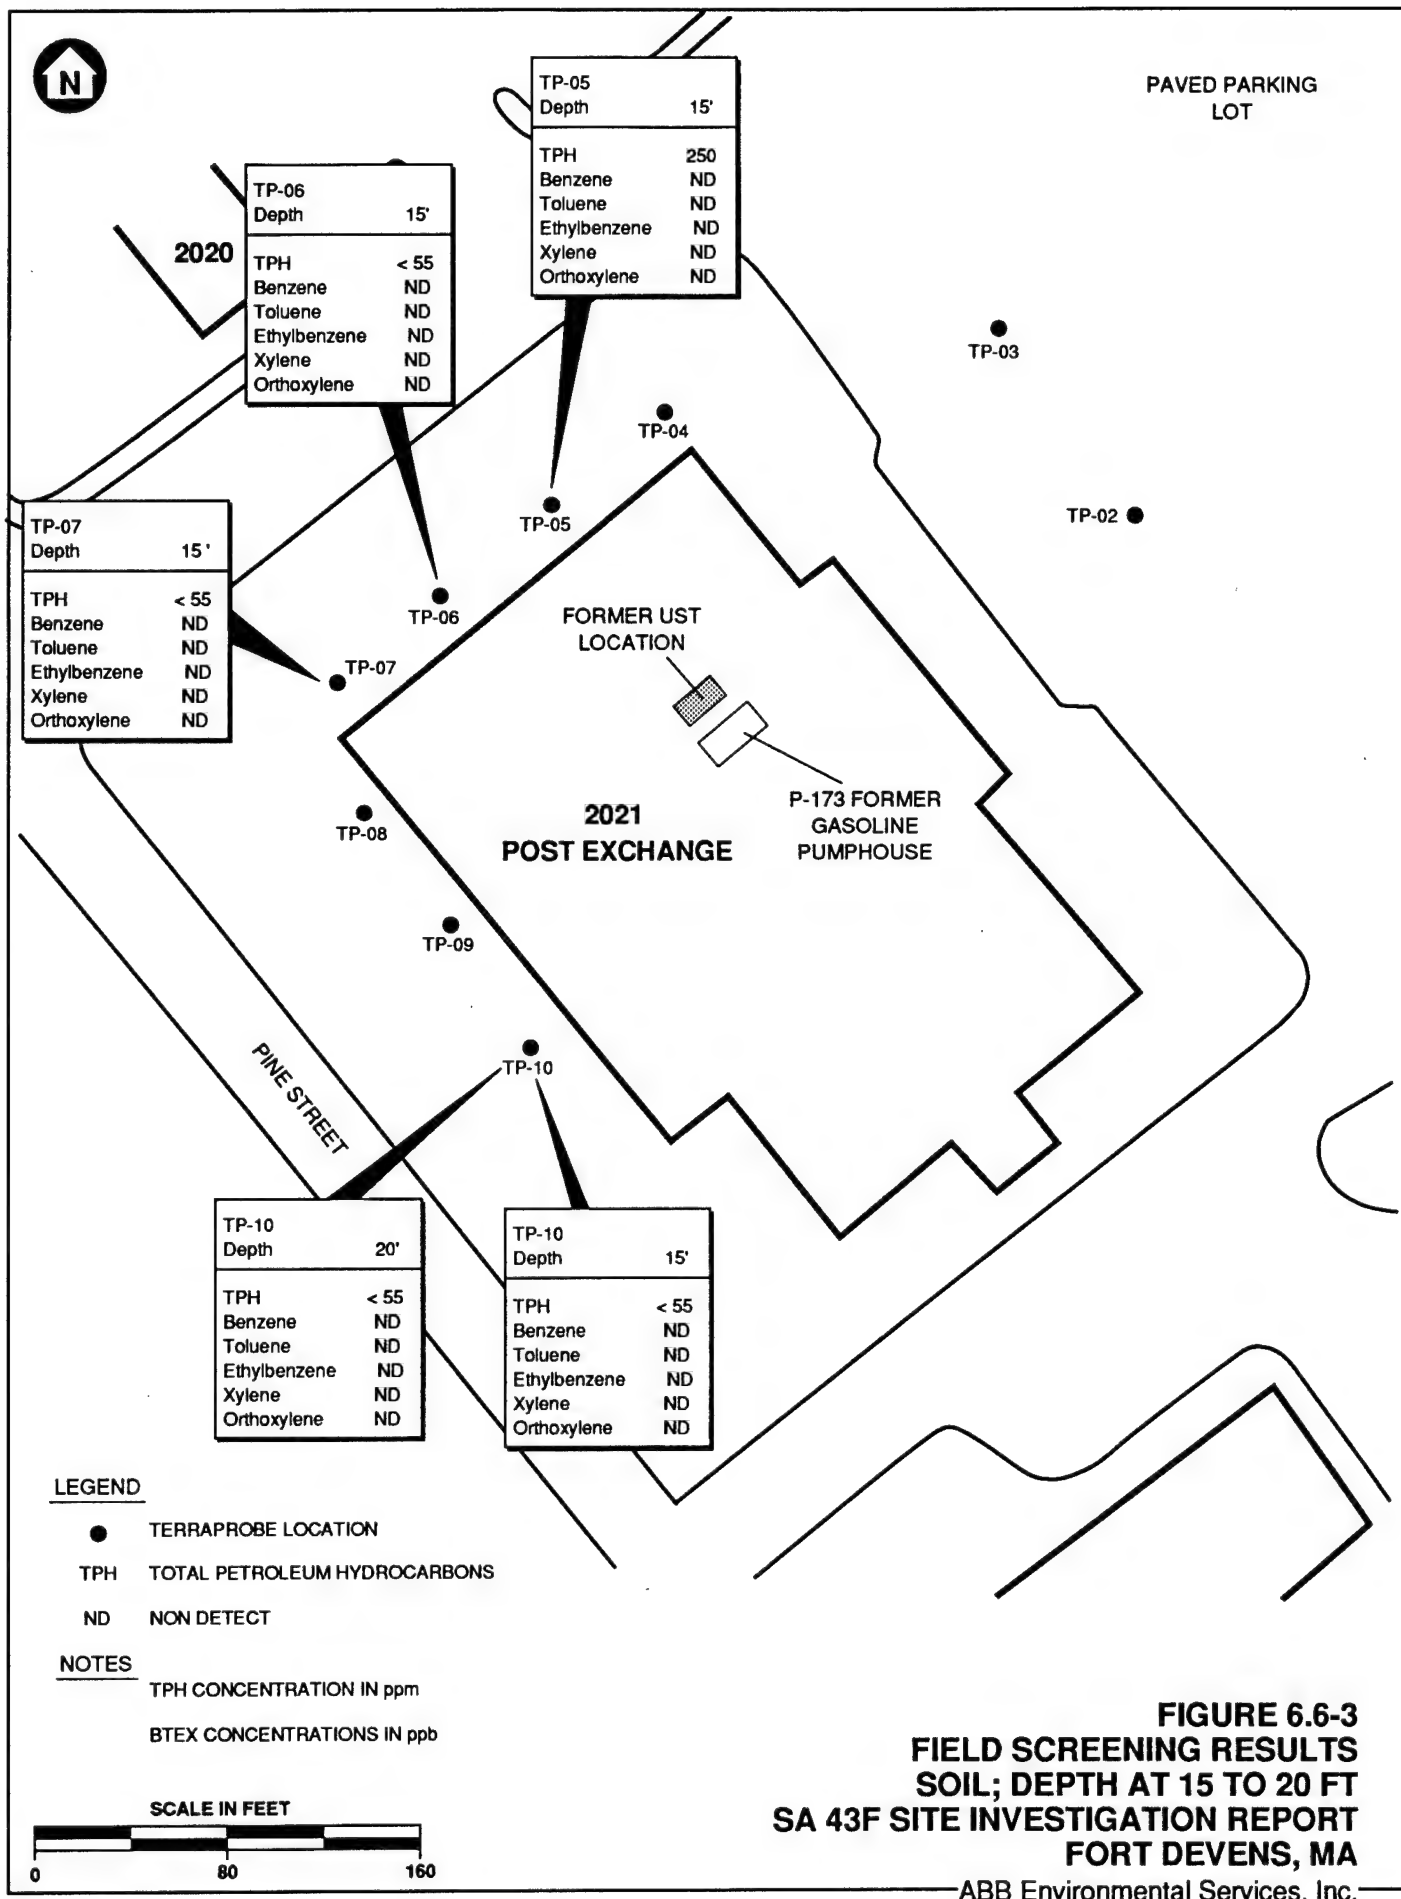 N
PAVED PARKING
LOT
TP-05
Depth 15'
TPH 250
Benzene ND
Toluene ND
Ethylbenzene ND
Xylene ND
Orthoxylene ND
TP-06
Depth 15'
TPH < 55
Benzene ND
Toluene ND
Ethylbenzene ND
Xylene ND
Orthoxylene ND
2020
TP-03
TP-04
TP-05
TP-02
TP-07
Depth 15'
TPH < 55
Benzene ND
Toluene ND
Ethylbenzene ND
Xylene ND
Orthoxylene ND
TP-06
TP-07
FORMER UST
LOCATION
P-173 FORMER
GASOLINE
PUMPHOUSE
2021
POST EXCHANGE
TP-08
TP-09
TP-10
PINE STREET
TP-10
Depth 20'
TPH < 55
Benzene ND
Toluene ND
Ethylbenzene ND
Xylene ND
Orthoxylene ND
TP-10
Depth 15'
TPH < 55
Benzene ND
Toluene ND
Ethylbenzene ND
Xylene ND
Orthoxylene ND
LEGEND
TERRAPROBE LOCATION
TPH TOTAL PETROLEUM HYDROCARBONS
ND NON DETECT
NOTES
TPH CONCENTRATION IN ppm
BTEX CONCENTRATIONS IN ppb
SCALE IN FEET
0 80 160
FIGURE 6.6-3
FIELD SCREENING RESULTS
SOIL; DEPTH AT 15 TO 20 FT
SA 43F SITE INVESTIGATION REPORT
FORT DEVENS, MA
ABB Environmental Services, Inc.